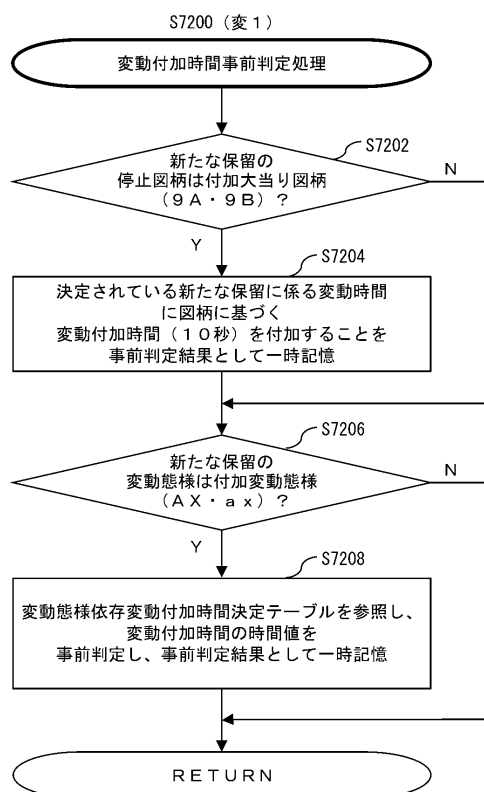 S7200（変１）
変動付加時間事前判定処理
S7202
新たな保留の
停止図柄は付加大当り図柄
（９Ａ・９Ｂ）？
N
Y
S7204
決定されている新たな保留に係る変動時間
に図柄に基づく
変動付加時間（１０秒）を付加することを
事前判定結果として一時記憶
S7206
新たな保留の
変動態様は付加変動態様
（ＡＸ・ａｘ）？
N
Y
S7208
変動態様依存変動付加時間決定テーブルを参照し、
変動付加時間の時間値を
事前判定し、事前判定結果として一時記憶
ＲＥＴＵＲＮ